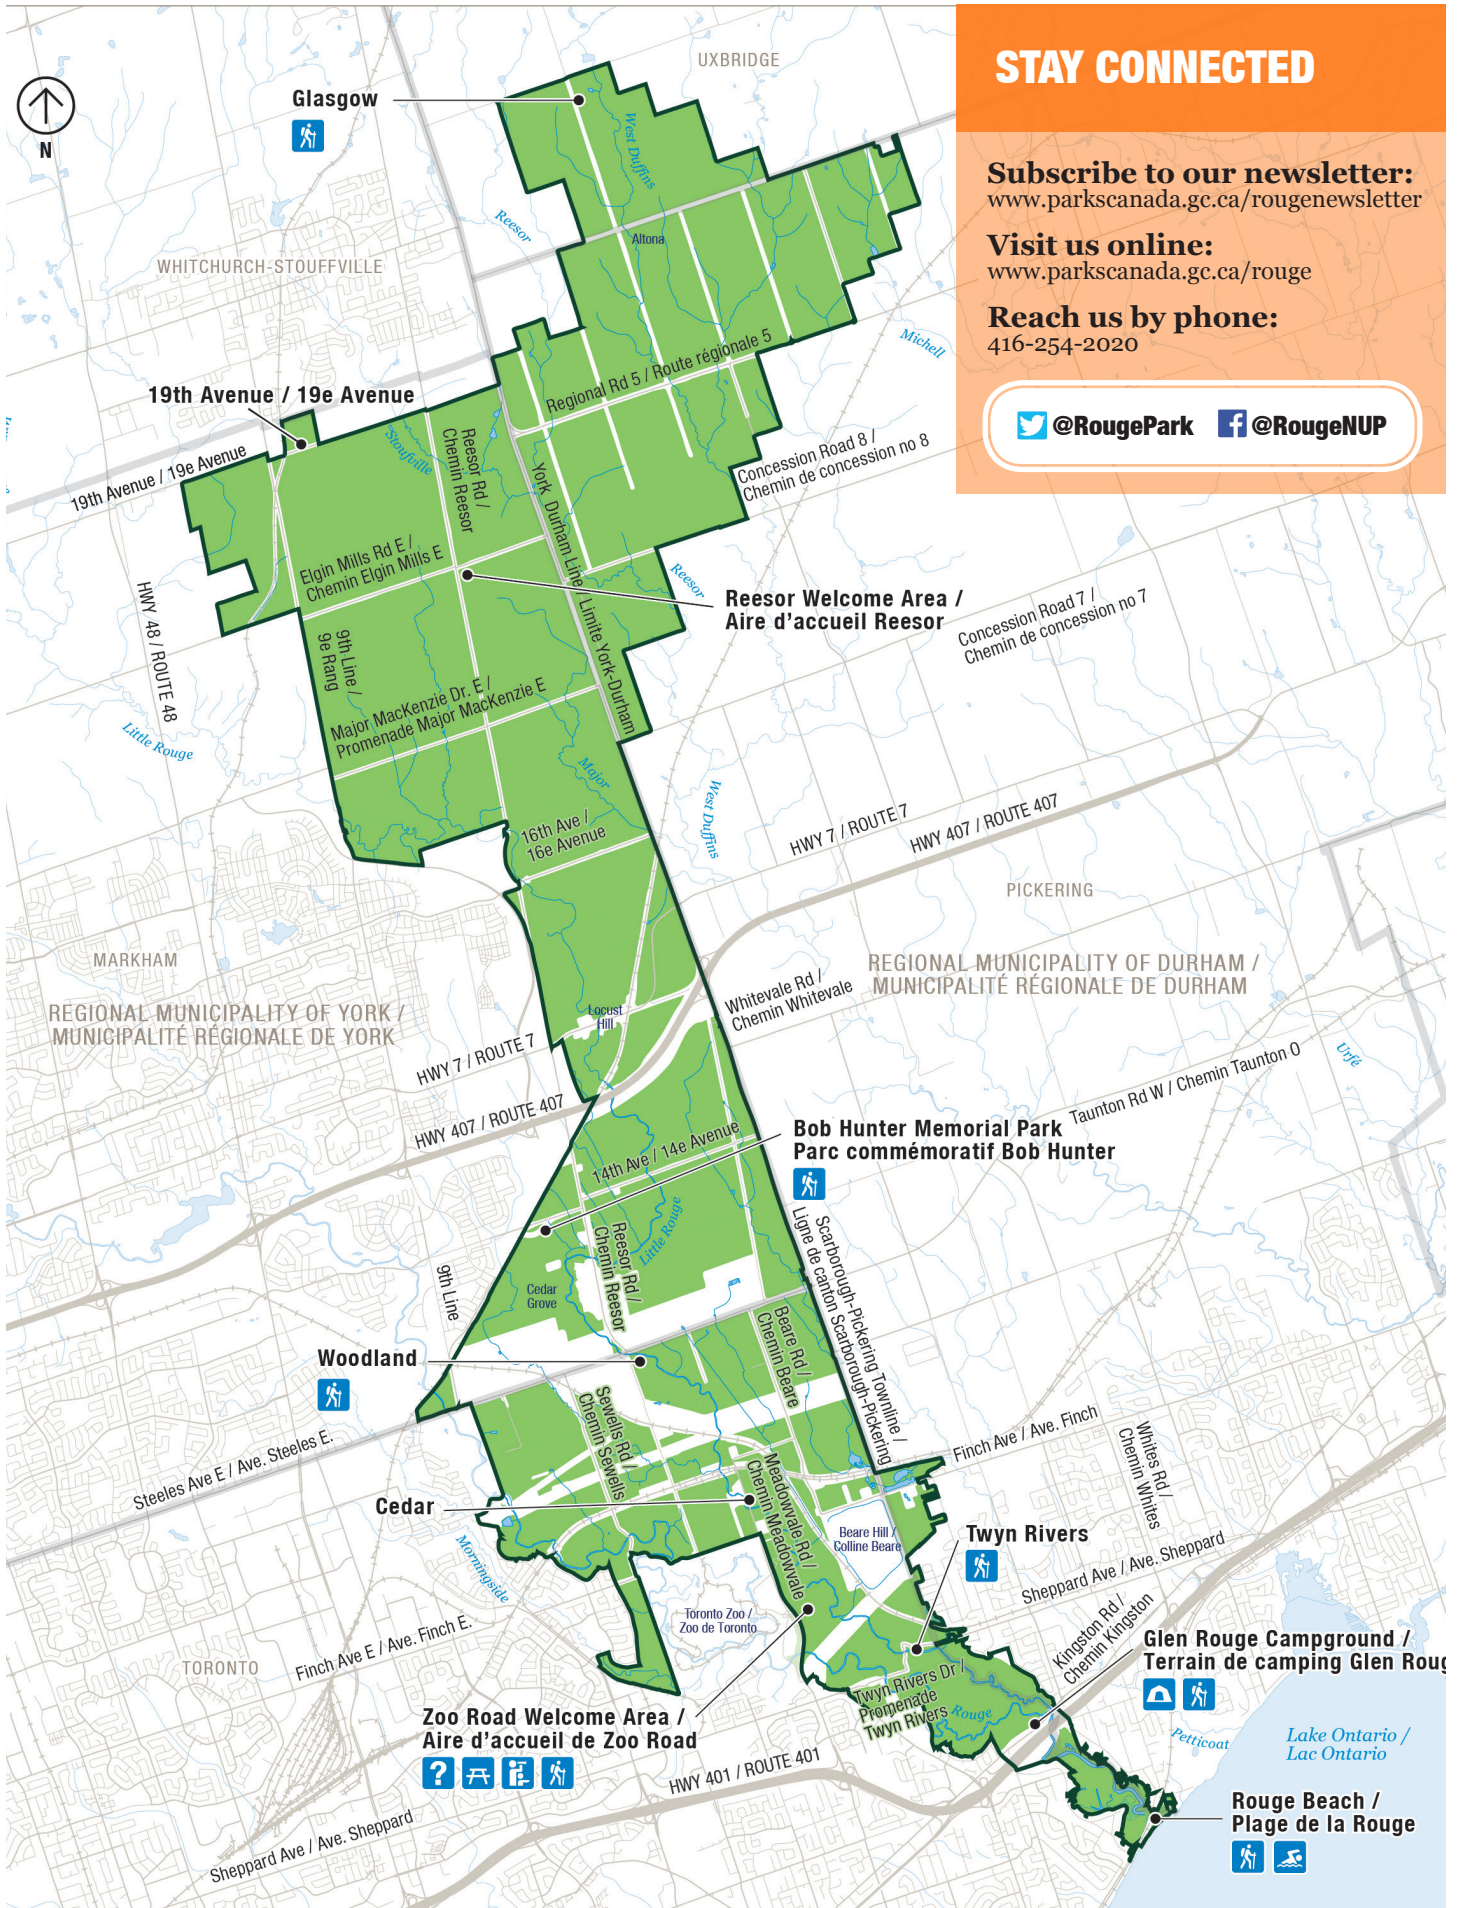 UXBRIDGE
STAY CONNECTED
Subscribe to our newsletter:
www.parkscanada.gc.ca/rougenewsletter
Visit us online:
www.parkscanada.gc.ca/rouge
Reach us by phone:
416-254-2020
@RougePark
@RougeNUP
N
Glasgow
West Duffins
Reesor
Altona
WHITCHURCH-STOUFFVILLE
Michell
Regional Rd 5 / Route régionale 5
19th Avenue / 19e Avenue
19th Avenue / 19e Avenue
Stoufville
Reesor Rd /
Chemin Reesor
Concession Road 8 /
Chemin de concession no 8
York Durham Line / Limite York-Durham
Elgin Mills Rd E /
Chemin Elgin Mills E
Reesor
Reesor Welcome Area /
Aire d'accueil Reesor
Concession Road 7 /
Chemin de concession no 7
HWY 48 / ROUTE 48
9th Line /
9e Rang
Major MacKenzie Dr. E /
Promenade Major MacKenzie E
Little Rouge
Major
West Duffins
16th Ave /
16e Avenue
HWY 7 / ROUTE 7
HWY 407 / ROUTE 407
PICKERING
MARKHAM
REGIONAL MUNICIPALITY OF DURHAM /
MUNICIPALITÉ RÉGIONALE DE DURHAM
Whitevale Rd /
Chemin Whitevale
REGIONAL MUNICIPALITY OF YORK /
MUNICIPALITÉ RÉGIONALE DE YORK
Locust
Hill
HWY 7 / ROUTE 7
Urfé
Taunton Rd W / Chemin Taunton O
HWY 407 / ROUTE 407
Bob Hunter Memorial Park
Parc commémoratif Bob Hunter
14th Ave / 14e Avenue
Little Rouge
Reesor Rd /
Chemin Reesor
Scarborough-Pickering Townline /
Ligne de canton Scarborough-Pickering
9th Line
Cedar
Grove
Beare Rd /
Chemin Beare
Woodland
Sewells Rd /
Chemin Sewells
Finch Ave / Ave. Finch
Whites Rd /
Chemin Whites
Steeles Ave E / Ave. Steeles E.
Meadowvale Rd /
Chemin Meadowvale
Cedar
Beare Hill /
Colline Beare
Twyn Rivers
Morningside
Sheppard Ave / Ave. Sheppard
Toronto Zoo /
Zoo de Toronto
Kingston Rd /
Chemin Kingston
Glen Rouge Campground /
Terrain de camping Glen Roug
Finch Ave E / Ave. Finch E.
TORONTO
Twyn Rivers Dr /
Promenade
Twyn Rivers
Rouge
Zoo Road Welcome Area /
Aire d'accueil de Zoo Road
?
Petticoat
Lake Ontario /
Lac Ontario
HWY 401 / ROUTE 401
Rouge Beach /
Plage de la Rouge
Sheppard Ave / Ave. Sheppard